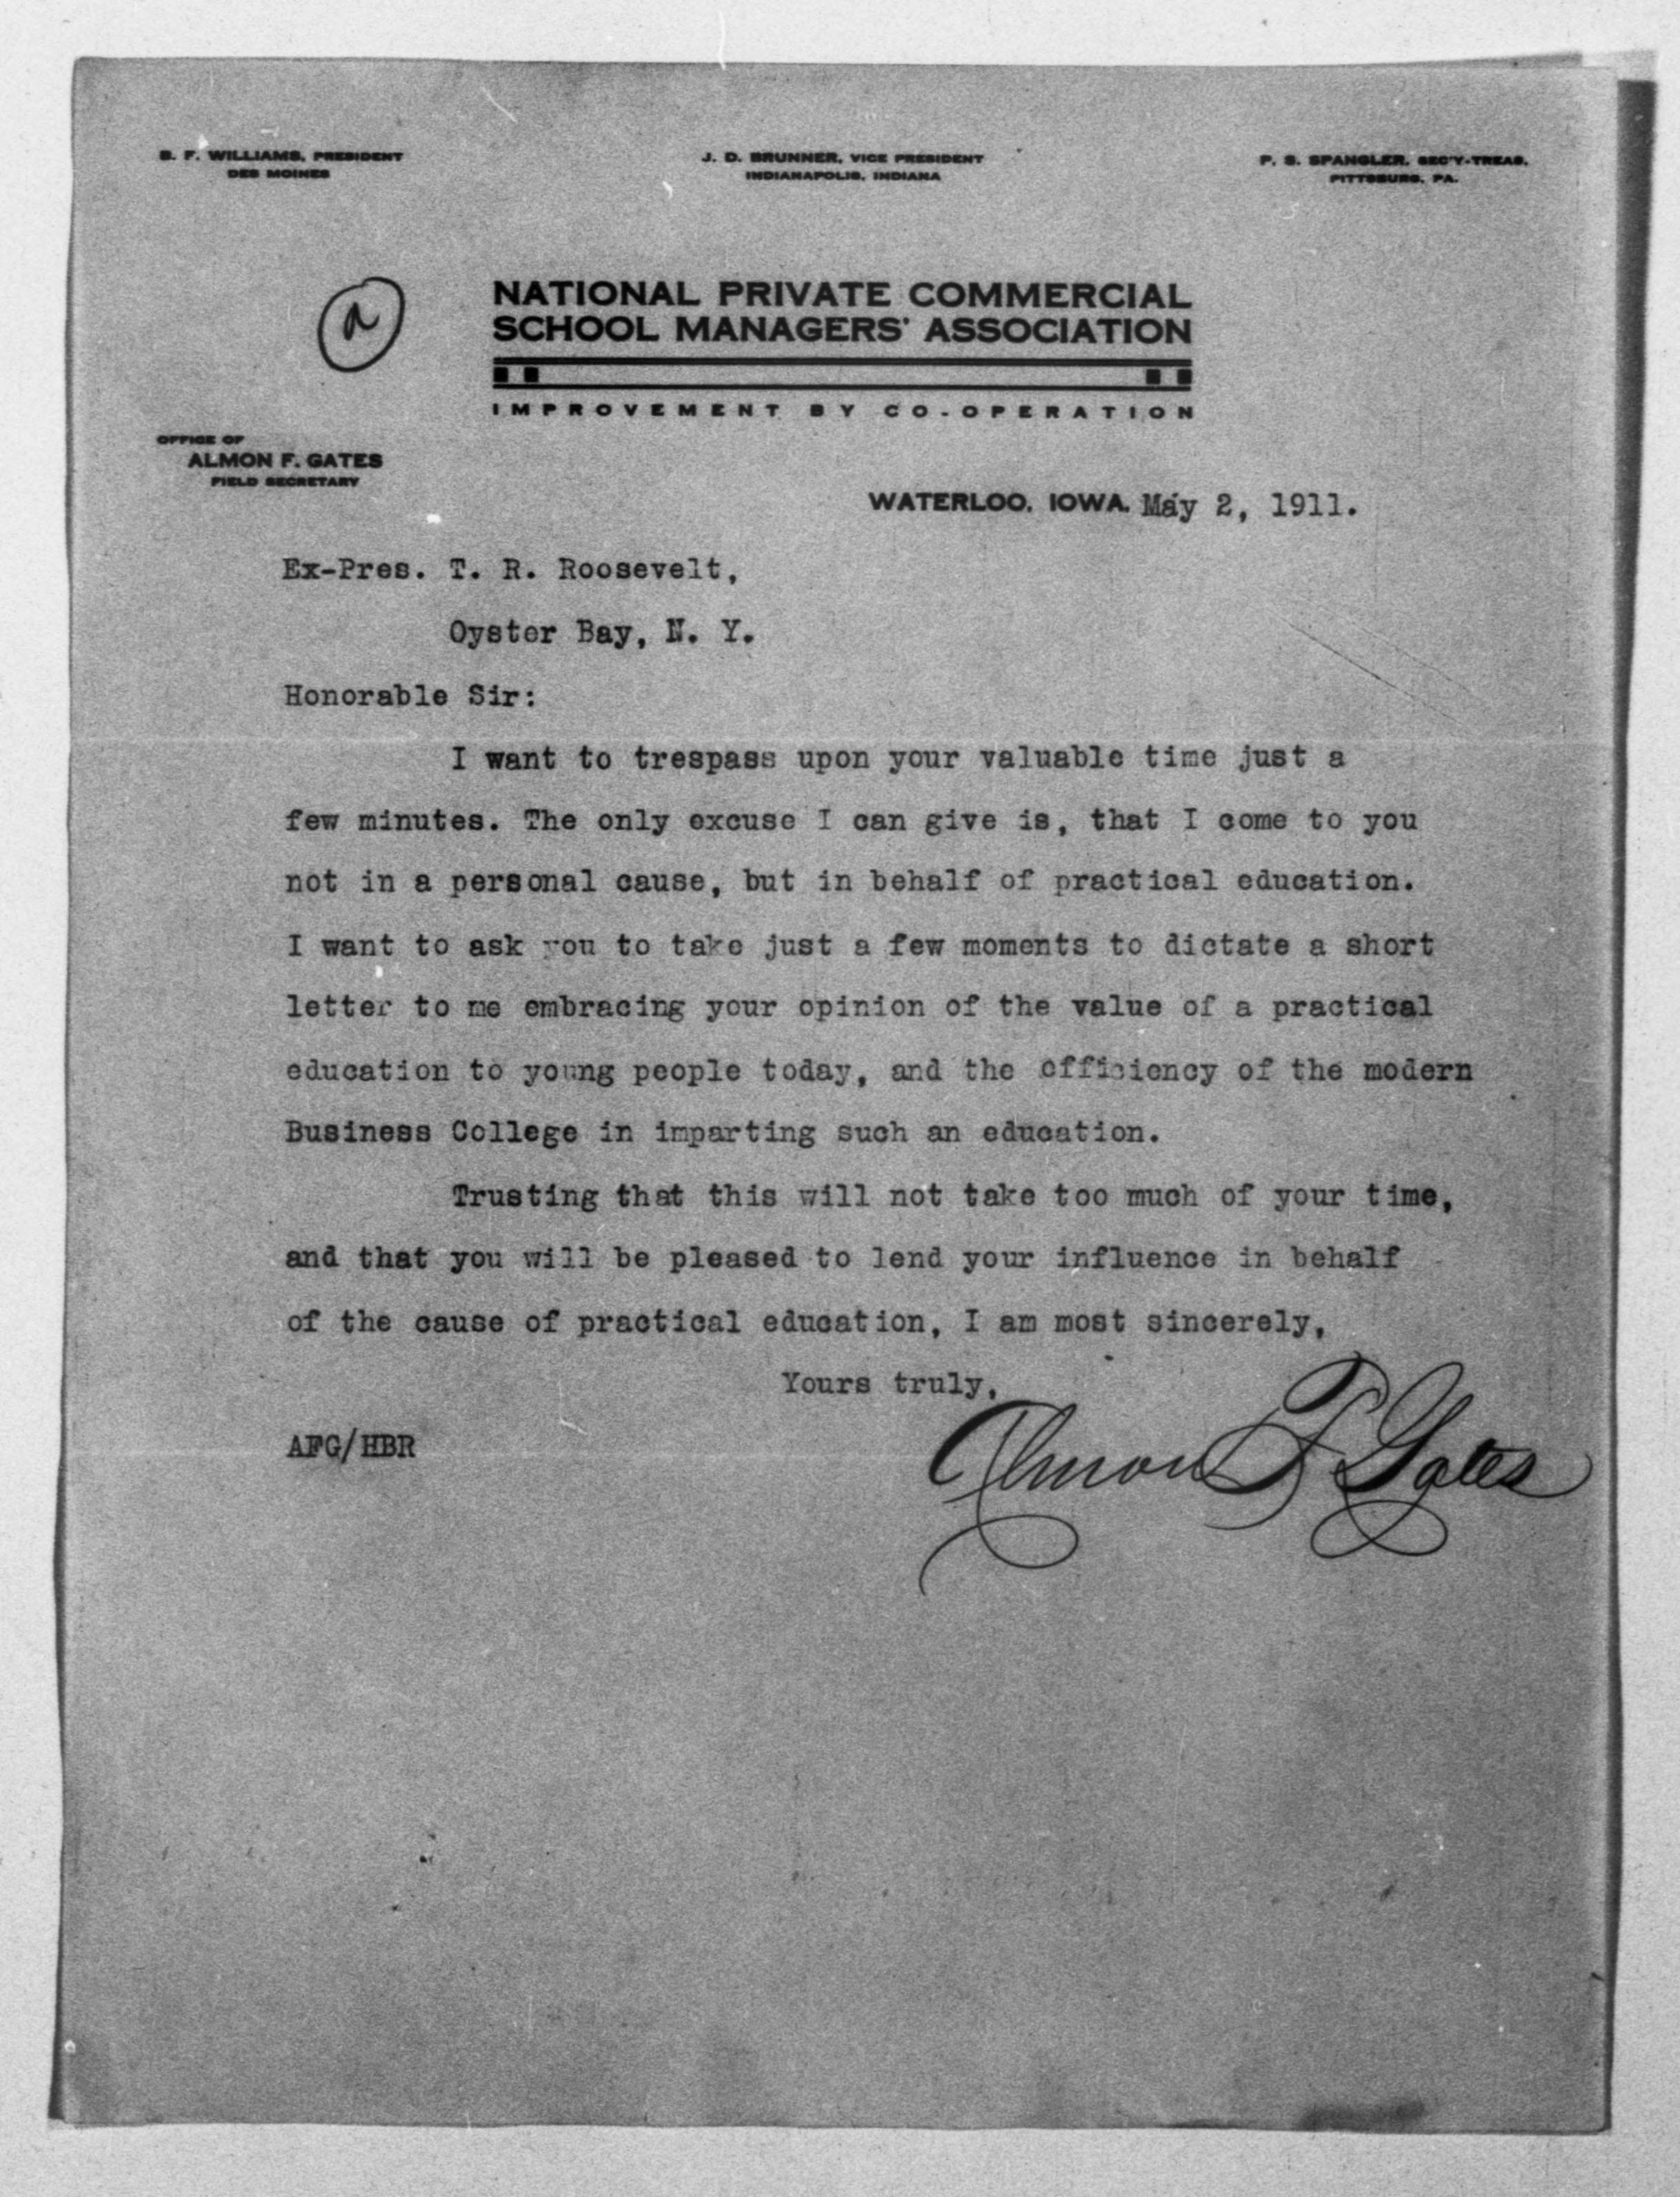 B. F. WILLIAMS, PRESIDENT
DES MOINES
J. D. BRUNNER, VICE PRESIDENT
INDIANAPOLIS, INDIANA
P. S. SPANGLER, SEC'Y-TREAS.
PITTSBURG, PA.
a
NATIONAL PRIVATE COMMERCIAL
SCHOOL MANAGERS' ASSOCIATION
IMPROVEMENT BY CO-OPERATION
OFFICE OF
ALMON F. GATES
FIELD SECRETARY
WATERLOO, IOWA. May 2, 1911.
Ex-Pres. T. R. Roosevelt,
Oyster Bay, N. Y.
Honorable Sir:
I want to trespass upon your valuable time just a
few minutes. The only excuse I can give is, that I come to you
not in a personal cause, but in behalf of practical education.
I want to ask you to take just a few moments to dictate a short
letter to me embracing your opinion of the value of a practical
education to young people today, and the efficiency of the modern
Business College in imparting such an education.
Trusting that this will not take too much of your time,
and that you will be pleased to lend your influence in behalf
of the cause of practical education, I am most sincerely,
Yours truly,
Almon F. Gates
AFG/HBR